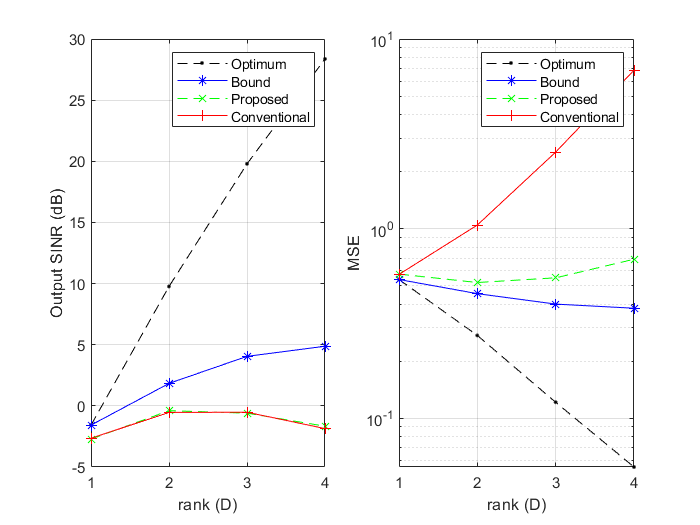 30
25
20
15
10
5
0
-5
1
2
3
4
Output SINR (dB)
rank (D)
Optimum
Bound
Proposed
Conventional
10^1
10^0
10^-1
1
2
3
4
MSE
rank (D)
Optimum
Bound
Proposed
Conventional